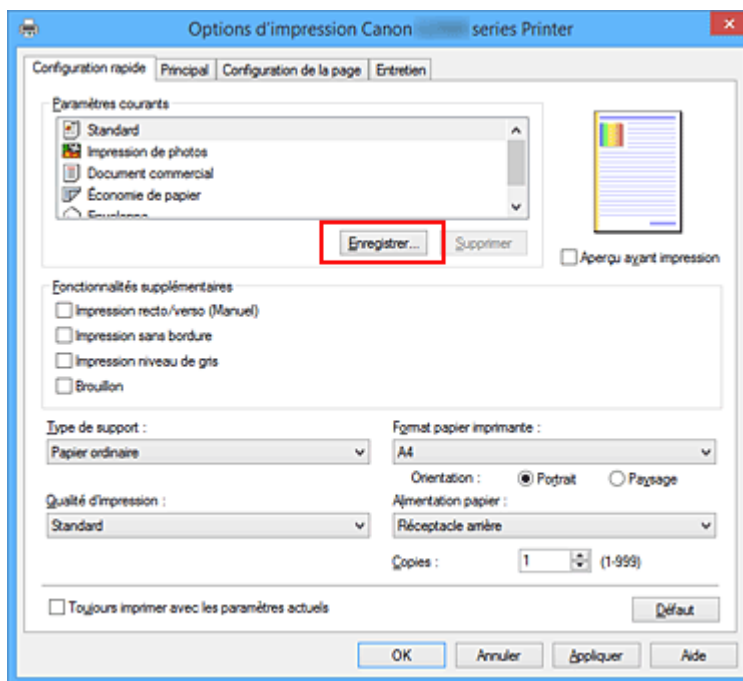 Options d'impression Canon series Printer
Configuration rapide Principal Configuration de la page Entretien
Paramètres courants
Standard
Impression de photos
Document commercial
Économie de papier
Enregistrer... Supprimer
Aperçu avant impression
Fonctionnalités supplémentaires
Impression recto/verso (Manuel)
Impression sans bordure
Impression niveau de gris
Brouillon
Type de support :
Papier ordinaire
Format papier imprimante :
A4
Orientation : Portrait Paysage
Qualité d'impression :
Standard
Alimentation papier :
Réceptacle arrière
Copies : 1 (1-999)
Toujours imprimer avec les paramètres actuels
Défaut
OK Annuler Appliquer Aide